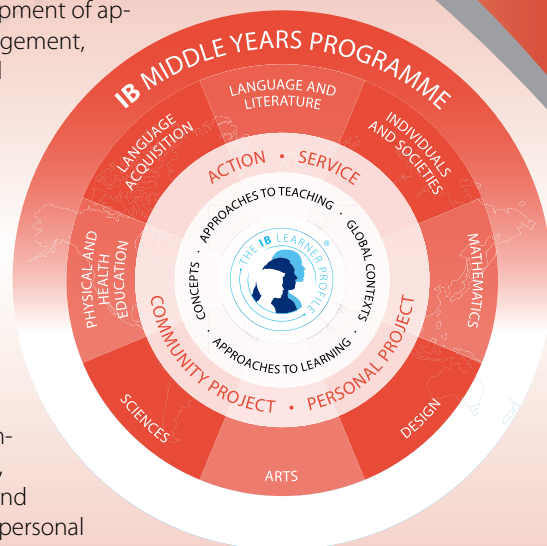 pment of ap-
gement,
IB MIDDLE YEARS PROGRAMME
LANGUAGE AND
LITERATURE
INDIVIDUALS
AND SOCIETIES
MATHEMATICS
DESIGN
ARTS
SCIENCES
PHYSICAL AND
HEALTH
EDUCATION
LANGUAGE
ACQUISITION
ACTION • SERVICE
PERSONAL PROJECT • COMMUNITY PROJECT
APPROACHES TO TEACHING · GLOBAL CONTEXTS · APPROACHES TO LEARNING · CONCEPTS ·
THE IB LEARNER PROFILE ®
n-
nd
personal